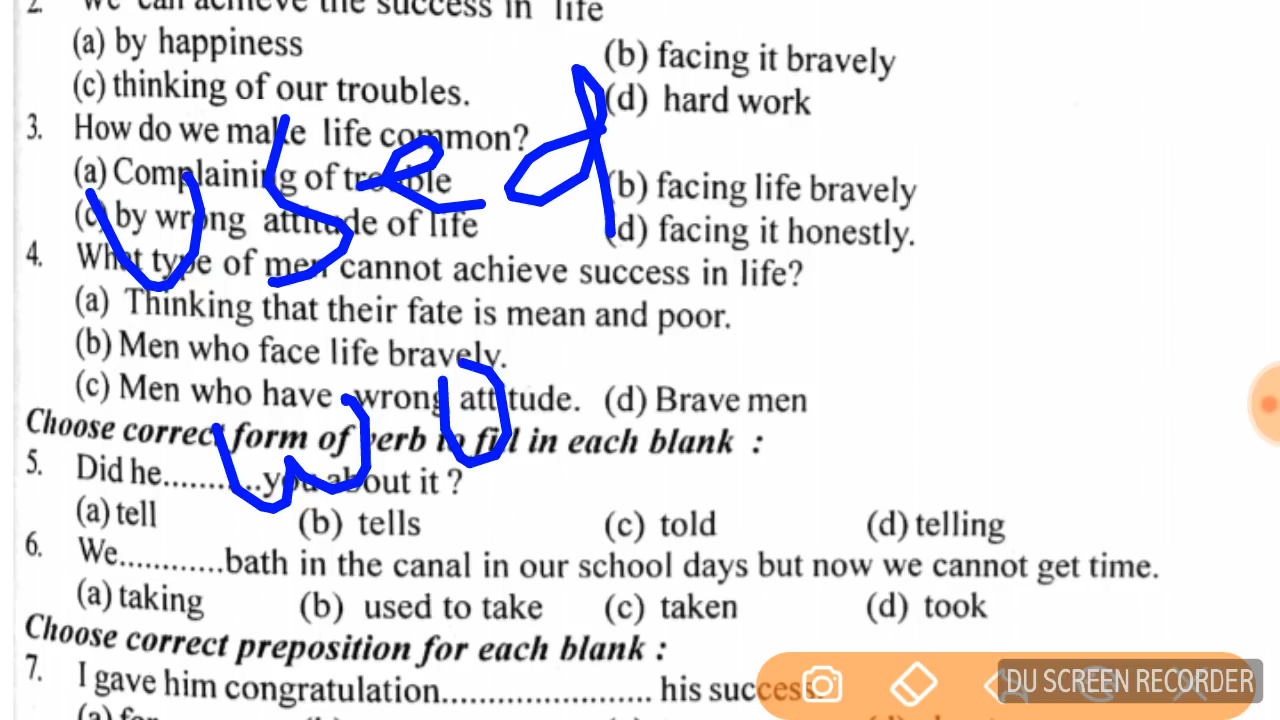 2. We can achieve the success in life
(a) by happiness (b) facing it bravely
(c) thinking of our troubles. (d) hard work
3. How do we make life common?
(a) Complaining of trouble (b) facing life bravely
(c) by wrong attitude of life (d) facing it honestly.
4. What type of men cannot achieve success in life?
(a) Thinking that their fate is mean and poor.
(b) Men who face life bravely.
(c) Men who have wrong attitude. (d) Brave men
Choose correct form of verb to fill in each blank :
5. Did he..........you about it ?
(a) tell (b) tells (c) told (d) telling
6. We............bath in the canal in our school days but now we cannot get time.
(a) taking (b) used to take (c) taken (d) took
Choose correct preposition for each blank :
7. I gave him congratulation...................... his success.
(a) for
used
DU SCREEN RECORDER